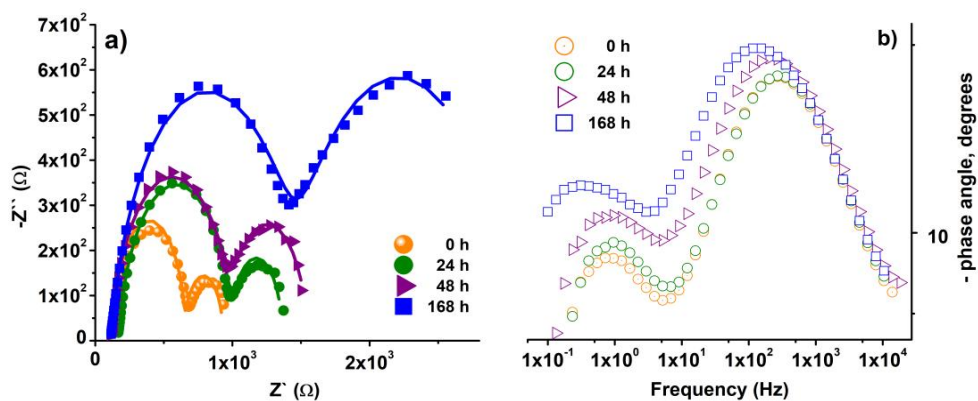 a)
7x10²
6x10²
5x10²
4x10²
3x10²
2x10²
1x10²
0
-Z`` (Ω)
0 h
24 h
48 h
168 h
0
1x10³
2x10³
Z` (Ω)
b)
0 h
24 h
48 h
168 h
10
- phase angle, degrees
1x10⁻¹
1x10⁰
1x10¹
1x10²
1x10³
1x10⁴
Frequency (Hz)